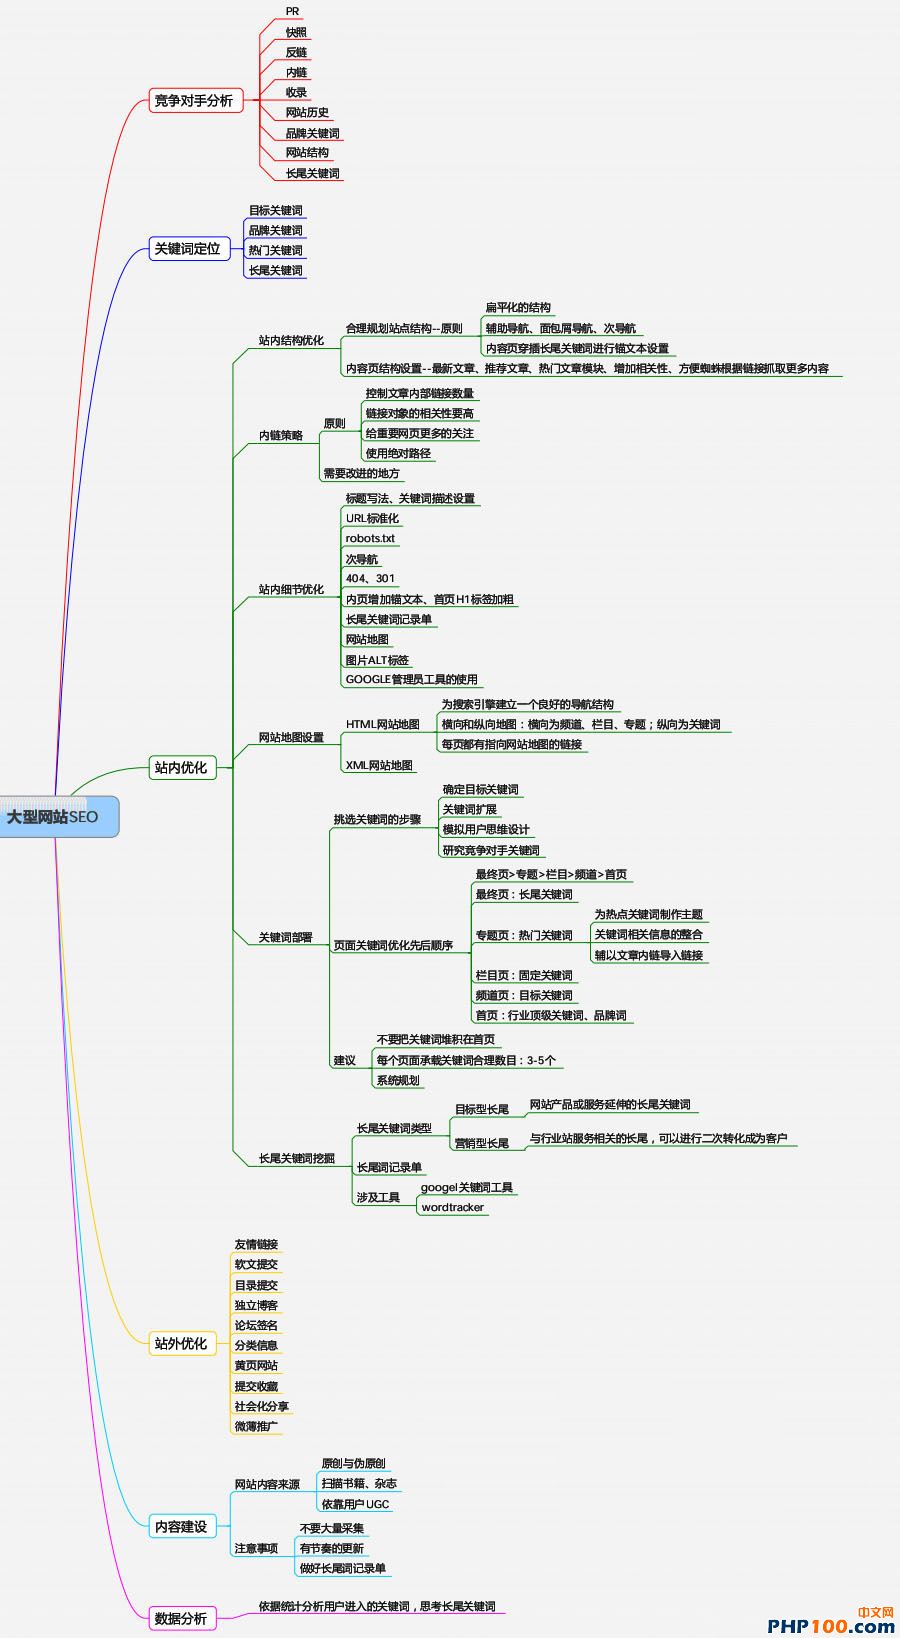 PR
快照
反链
内链
收录
网站历史
品牌关键词
网站结构
长尾关键词
竞争对手分析
目标关键词
品牌关键词
热门关键词
长尾关键词
关键词定位
扁平化的结构
合理规划站点结构--原则
辅助导航、面包屑导航、次导航
内容页穿插长尾关键词进行锚文本设置
站内结构优化
内容页结构设置--最新文章、推荐文章、热门文章模块、增加相关性、方便蜘蛛根据链接抓取更多内容
控制文章内部链接数量
链接对象的相关性要高
原则
给重要网页更多的关注
使用绝对路径
内链策略
需要改进的地方
标题写法、关键词描述设置
URL标准化
robots.txt
次导航
404、301
站内细节优化
内页增加锚文本、首页H1标签加粗
长尾关键词记录单
网站地图
图片ALT标签
GOOGLE管理员工具的使用
为搜索引擎建立一个良好的导航结构
HTML网站地图
横向和纵向地图：横向为频道、栏目、专题；纵向为关键词
每页都有指向网站地图的链接
网站地图设置
XML网站地图
站内优化
大型网站SEO
确定目标关键词
关键词扩展
挑选关键词的步骤
模拟用户思维设计
研究竞争对手关键词
最终页>专题>栏目>频道>首页
最终页：长尾关键词
为热点关键词制作主题
专题页：热门关键词
关键词相关信息的整合
辅以文章内链导入链接
关键词部署
页面关键词优化先后顺序
栏目页：固定关键词
频道页：目标关键词
首页：行业顶级关键词、品牌词
不要把关键词堆积在首页
建议
每个页面承载关键词合理数目：3-5个
系统规划
目标型长尾
网站产品或服务延伸的长尾关键词
长尾关键词类型
营销型长尾
与行业站服务相关的长尾，可以进行二次转化成为客户
长尾关键词挖掘
长尾词记录单
googel关键词工具
涉及工具
wordtracker
友情链接
软文提交
目录提交
独立博客
论坛签名
站外优化
分类信息
黄页网站
提交收藏
社会化分享
微薄推广
原创与伪原创
网站内容来源
扫描书籍、杂志
依靠用户UGC
内容建设
不要大量采集
注意事项
有节奏的更新
做好长尾词记录单
数据分析
依据统计分析用户进入的关键词，思考长尾关键词
中文网
PHP100.com